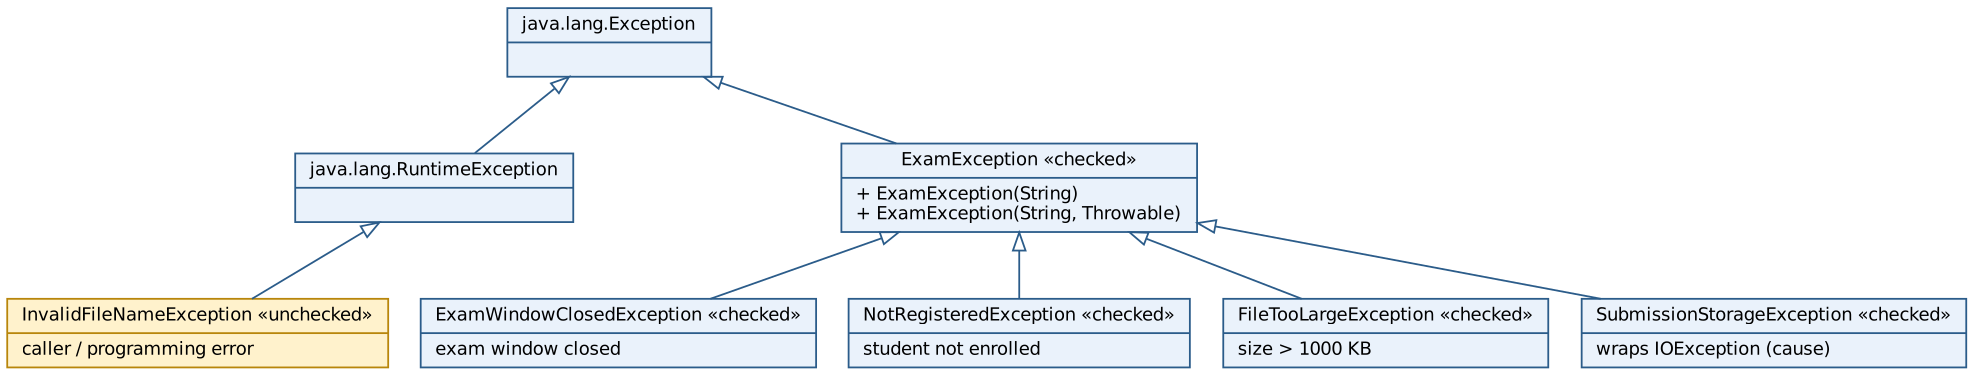 java.lang.Exception
java.lang.RuntimeException
ExamException «checked»
+ ExamException(String)
+ ExamException(String, Throwable)
InvalidFileNameException «unchecked»
caller / programming error
ExamWindowClosedException «checked»
exam window closed
NotRegisteredException «checked»
student not enrolled
FileTooLargeException «checked»
size > 1000 KB
SubmissionStorageException «checked»
wraps IOException (cause)